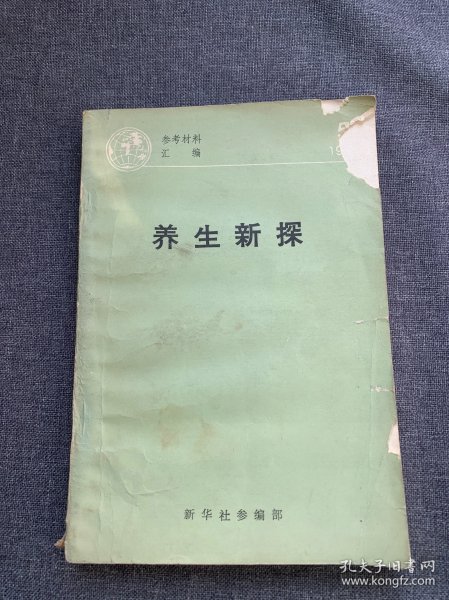 参考材料
汇 编
养生新探
新华社参编部
孔夫子旧书网
www.kongfz.com